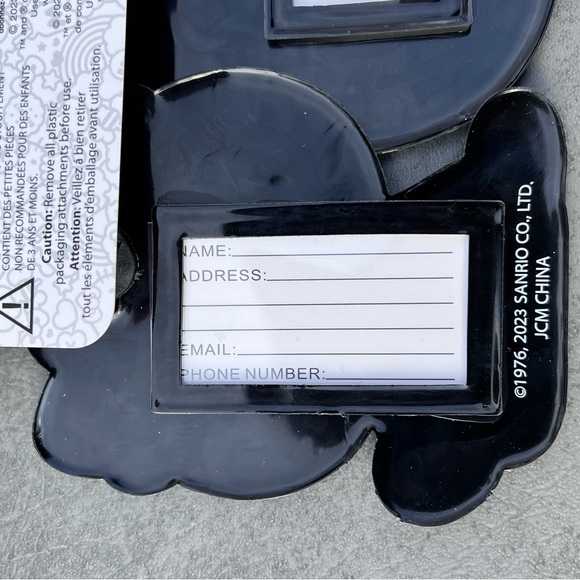 CONTIENT DES PETITES PIÈCES
NON RECOMMANDÉES POUR DES ENFANTS
DE 3 ANS ET MOINS.
Caution: Remove all plastic
packaging attachments before use.
Attention: Veillez à bien retirer
tout les éléments d'emballage avant utilisation.
NAME:
ADDRESS:
EMAIL:
PHONE NUMBER:
©1976, 2023 SANRIO CO., LTD.
JCM CHINA